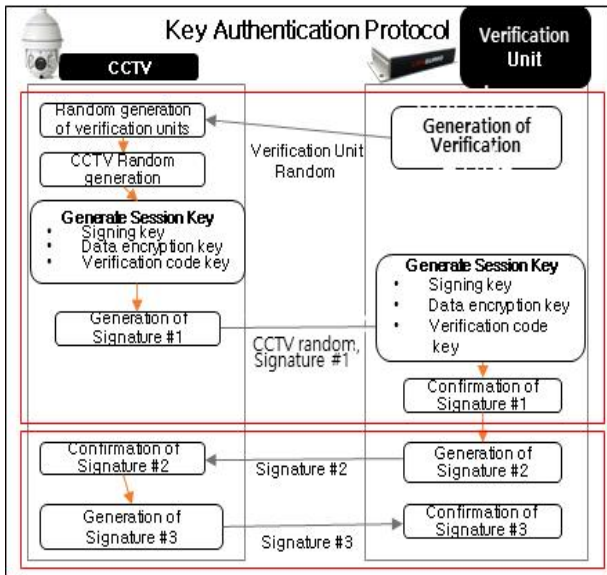 Key Authentication Protocol
CCTV
Verification
Unit
Random generation
of verification units
CCTV Random
generation
Generate Session Key
• Signing key
• Data encryption key
• Verification code key
Generation of
Signature #1
Verification Unit
Random
Generation of
Verification
Generate Session Key
• Signing key
• Data encryption key
• Verification code
key
CCTV random,
Signature #1
Confirmation of
Signature #1
Confirmation of
Signature #2
Signature #2
Generation of
Signature #2
Generation of
Signature #3
Signature #3
Confirmation of
Signature #3